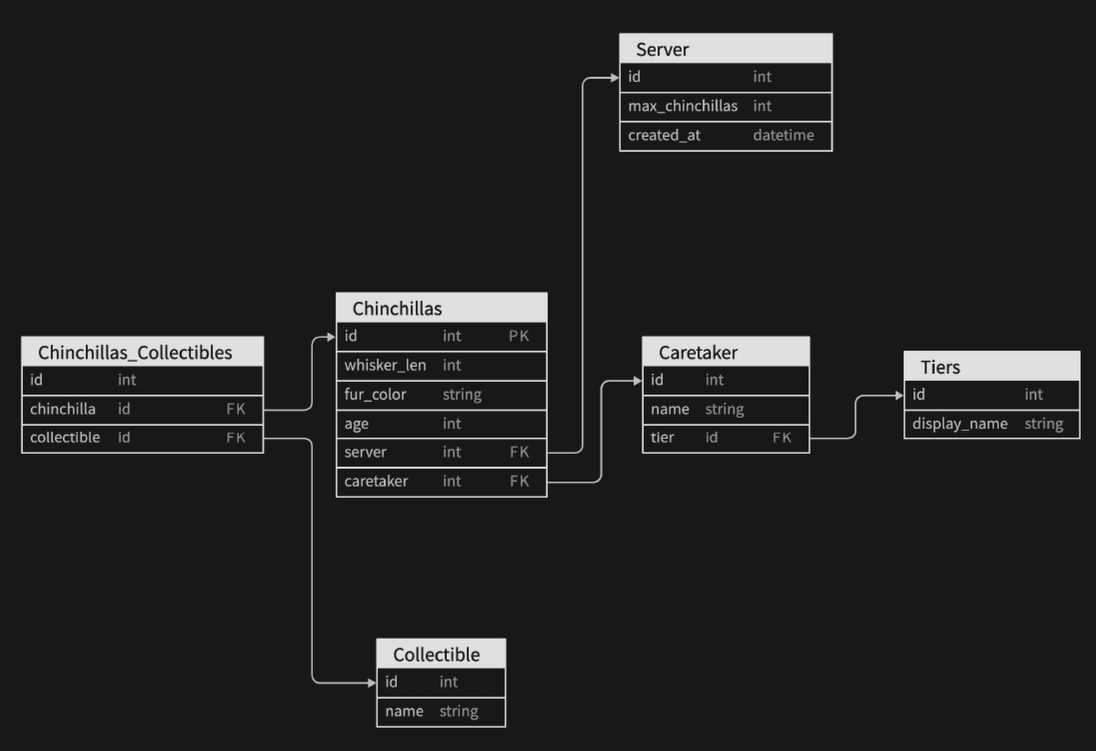 Server
id int
max_chinchillas int
created_at datetime
Chinchillas
id int PK
whisker_len int
fur_color string
age int
server int FK
caretaker int FK
Chinchillas_Collectibles
id int
chinchilla id FK
collectible id FK
Caretaker
id int
name string
tier id FK
Tiers
id int
display_name string
Collectible
id int
name string